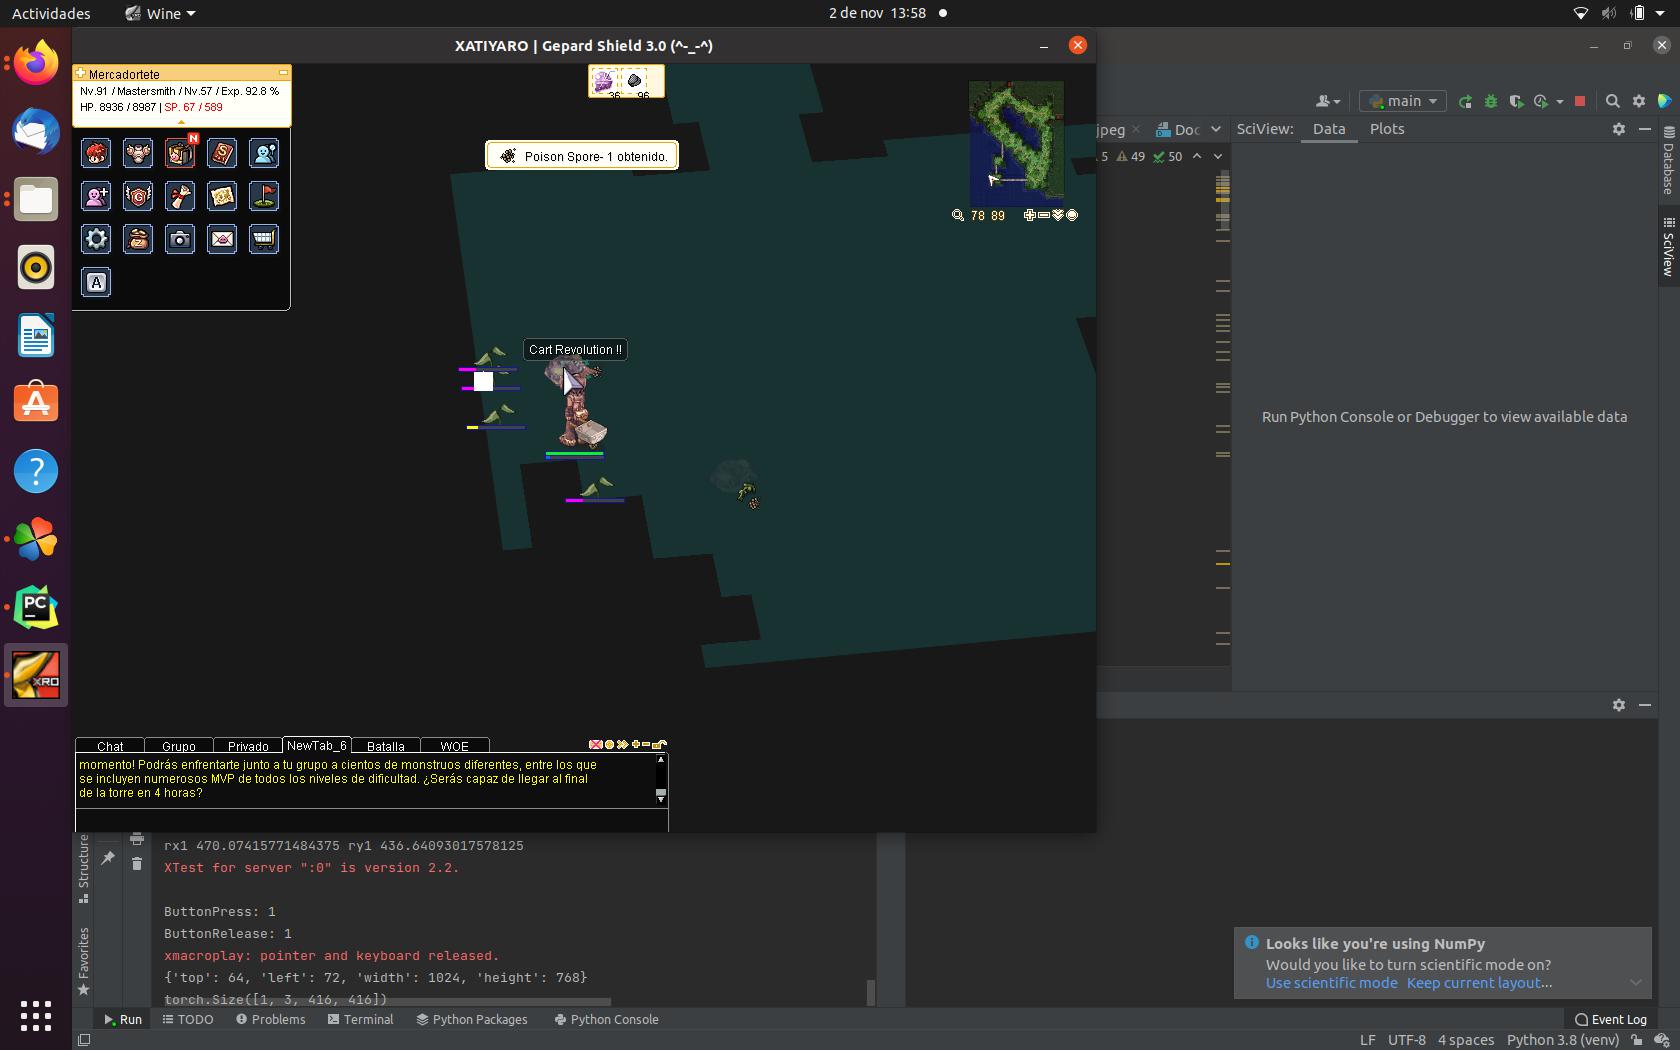 Actividades
Wine
2 de nov 13:58
XATIYARO | Gepard Shield 3.0 (^-_-^)
Mercadortete
Nv.91 / Mastersmith / Nv.57 / Exp. 92.8 %
HP. 8936 / 8987 | SP. 67 / 589
N
A
36 96
Poison Spore- 1 obtenido.
78 89
Cart Revolution !!
main
jpeg
Doc
SciView:
Data
Plots
5 49 50
Database
SciView
Run Python Console or Debugger to view available data
XRO
PC
Chat
Grupo
Privado
NewTab_6
Batalla
WOE
momento! Podrás enfrentarte junto a tu grupo a cientos de monstruos diferentes, entre los que
se incluyen numerosos MVP de todos los niveles de dificultad. ¿Serás capaz de llegar al final
de la torre en 4 horas?
Structure
Favorites
rx1 470.07415771484375 ry1 436.64093017578125
XTest for server ":0" is version 2.2.
ButtonPress: 1
ButtonRelease: 1
xmacroplay: pointer and keyboard released.
{'top': 64, 'left': 72, 'width': 1024, 'height': 768}
torch.Size([1, 3, 416, 416])
Looks like you're using NumPy
Would you like to turn scientific mode on?
Use scientific mode Keep current layout...
Run
TODO
Problems
Terminal
Python Packages
Python Console
Event Log
LF UTF-8 4 spaces Python 3.8 (venv)